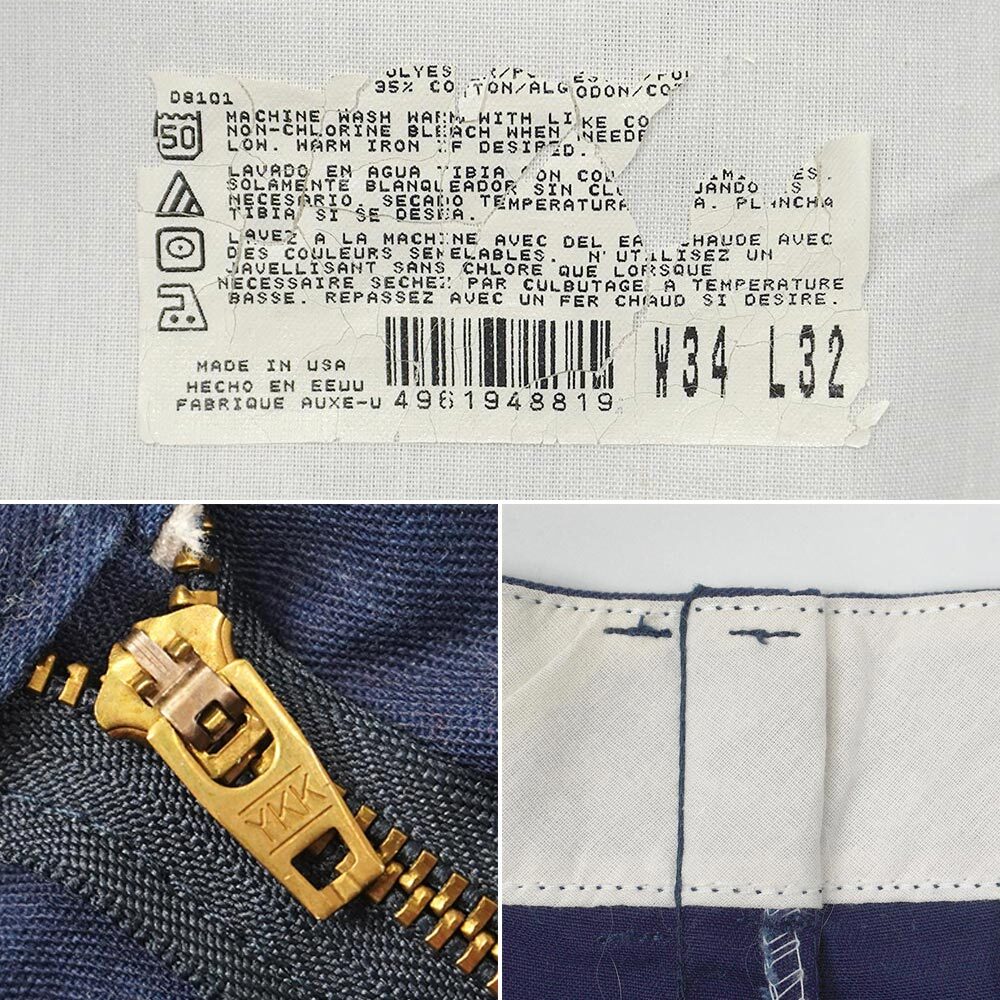 35% COTTON/ALGODON/
D8101
50
MACHINE WASH WARM WITH LIKE CO
NON-CHLORINE BLEACH WHEN NEEDE
LOW. WARM IRON IF DESIRED.
LAVADO EN AGUA TIBIA CON
SOLAMENTE BLANQUEADOR SIN
NECESARIO. SECADO TEMPERATURA PLANCHA
TIBIA SI SE DESEA.
LAVEZ A LA MACHINE AVEC DEL EAU CHAUDE AVEC
DES COULEURS SEMELABLES. N'UTILISEZ UN
JAVELLISANT SANS CHLORE QUE LORSQUE
NECESSAIRE SECHEZ PAR CULBUTAGE A TEMPERATURE
BASSE. REPASSEZ AVEC UN FER CHAUD SI DESIRE.
MADE IN USA
HECHO EN EEUU
FABRIQUE AUXE-U
4961948819
W34 L32
YKK